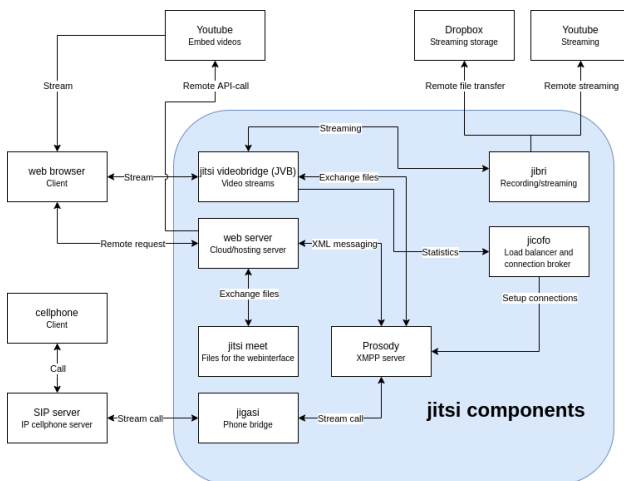 Youtube
Embed videos
Dropbox
Streaming storage
Youtube
Streaming
Stream
Remote API-call
Remote file transfer
Remote streaming
Streaming
web browser
Client
Stream
jitsi videobridge (JVB)
Video streams
Exchange files
jibri
Recording/streaming
Remote request
web server
Cloud/hosting server
XML messaging
Statistics
jicofo
Load balancer and
connection broker
Exchange files
Setup connections
cellphone
Client
jitsi meet
Files for the webinterface
Prosody
XMPP server
Call
SIP server
IP cellphone server
Stream call
jigasi
Phone bridge
Stream call
jitsi components